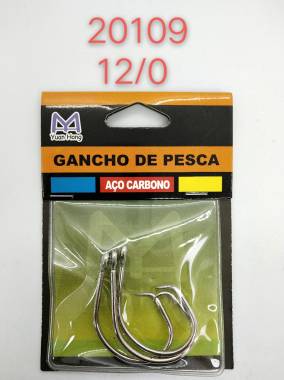 20109
12/0
Yuan Hong
GANCHO DE PESCA
AÇO CARBONO